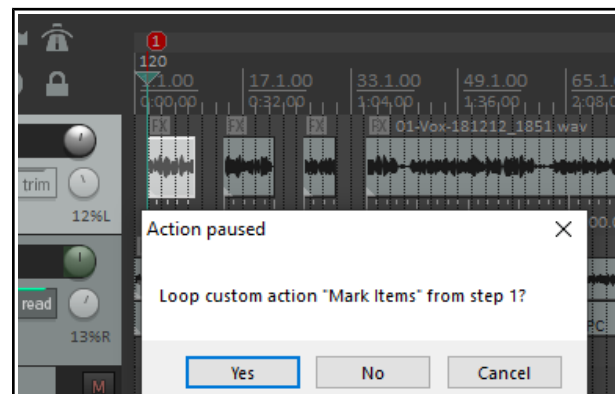 1
120
1.1.00 17.1.00 33.1.00 49.1.00 65.1
0:00:00 0:32:00 1:04:00 1:36:00 2:08:0
FX FX FX FX 01-Vox-181212_1851.wav
trim
12%L
Action paused
00.
Loop custom action "Mark Items" from step 1?
read
PC
13%R
Yes No Cancel
M